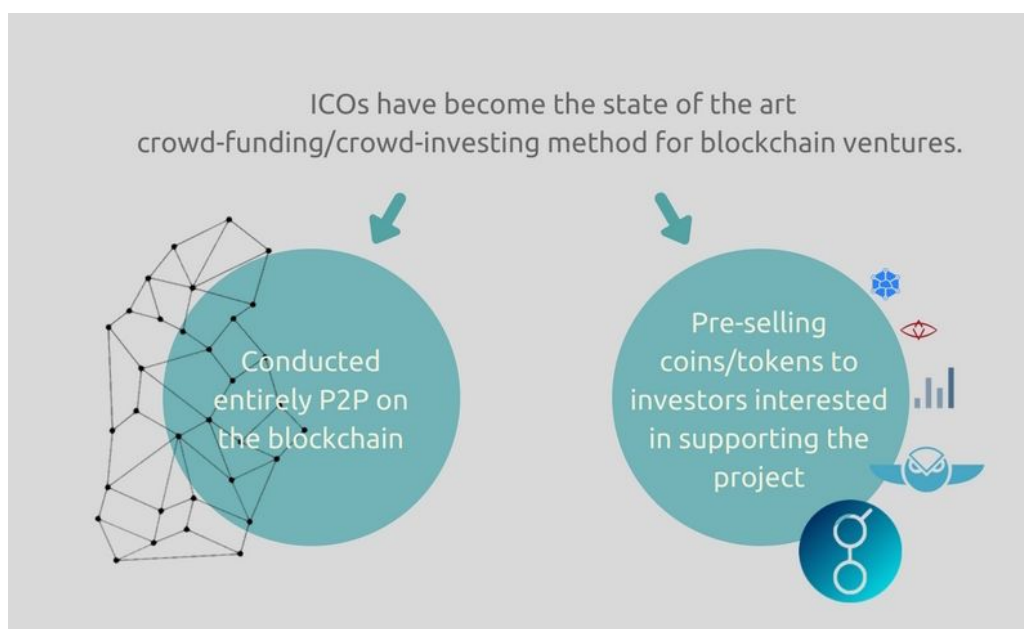 ICOs have become the state of the art
crowd-funding/crowd-investing method for blockchain ventures.
Conducted
entirely P2P on
the blockchain
Pre-selling
coins/tokens to
investors interested
in supporting the
project